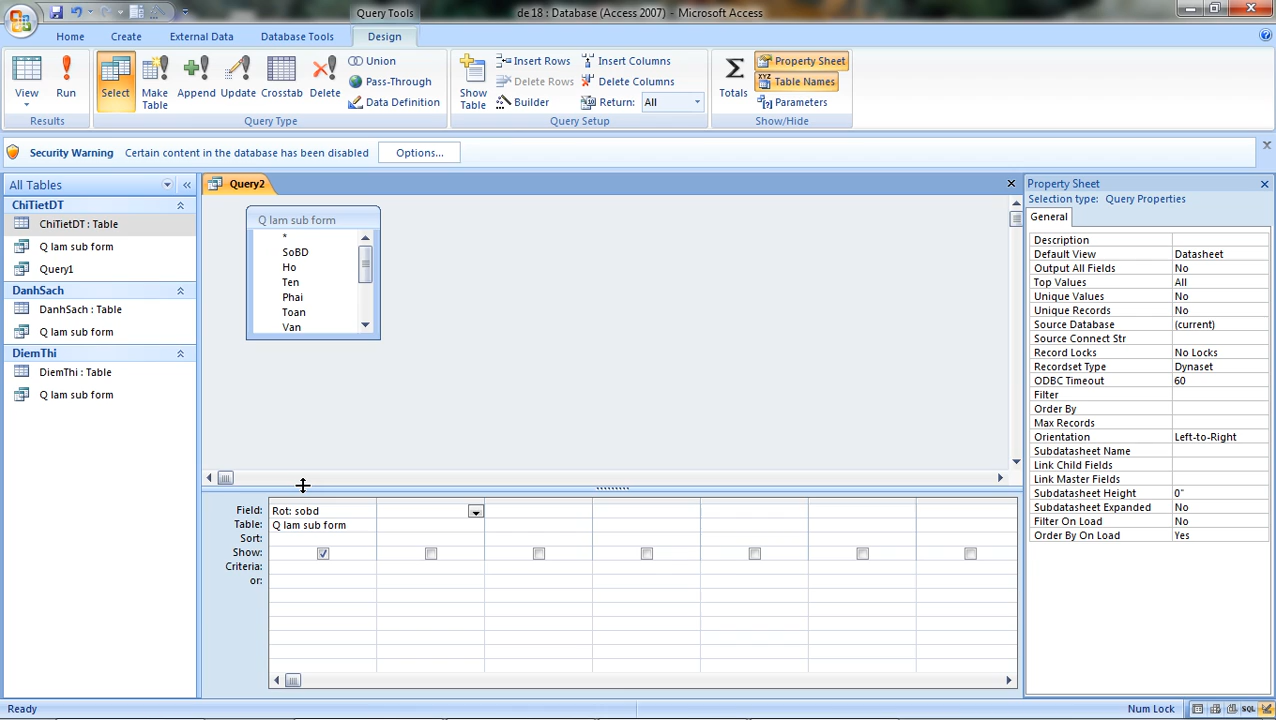 Query Tools
de 18 : Database (Access 2007) - Microsoft Access
Home
Create
External Data
Database Tools
Design
View
Run
Results
Select
Make Table
Append
Update
Crosstab
Delete
Union
Pass-Through
Data Definition
Query Type
Show Table
Insert Rows
Delete Rows
Builder
Insert Columns
Delete Columns
Return: All
Query Setup
Totals
XYZ
Property Sheet
Table Names
Parameters
Show/Hide
Security Warning Certain content in the database has been disabled Options...
All Tables
ChiTietDT
ChiTietDT : Table
Q lam sub form
Query1
DanhSach
DanhSach : Table
Q lam sub form
DiemThi
DiemThi : Table
Q lam sub form
Query2
Q lam sub form
*
SoBD
Ho
Ten
Phai
Toan
Van
Field: Rot: sobd
Table: Q lam sub form
Sort:
Show:
Criteria:
or:
Property Sheet
Selection type: Query Properties
General
Description
Default View Datasheet
Output All Fields No
Top Values All
Unique Values No
Unique Records No
Source Database (current)
Source Connect Str
Record Locks No Locks
Recordset Type Dynaset
ODBC Timeout 60
Filter
Order By
Max Records
Orientation Left-to-Right
Subdatasheet Name
Link Child Fields
Link Master Fields
Subdatasheet Height 0"
Subdatasheet Expanded No
Filter On Load No
Order By On Load Yes
Ready
Num Lock
SQL